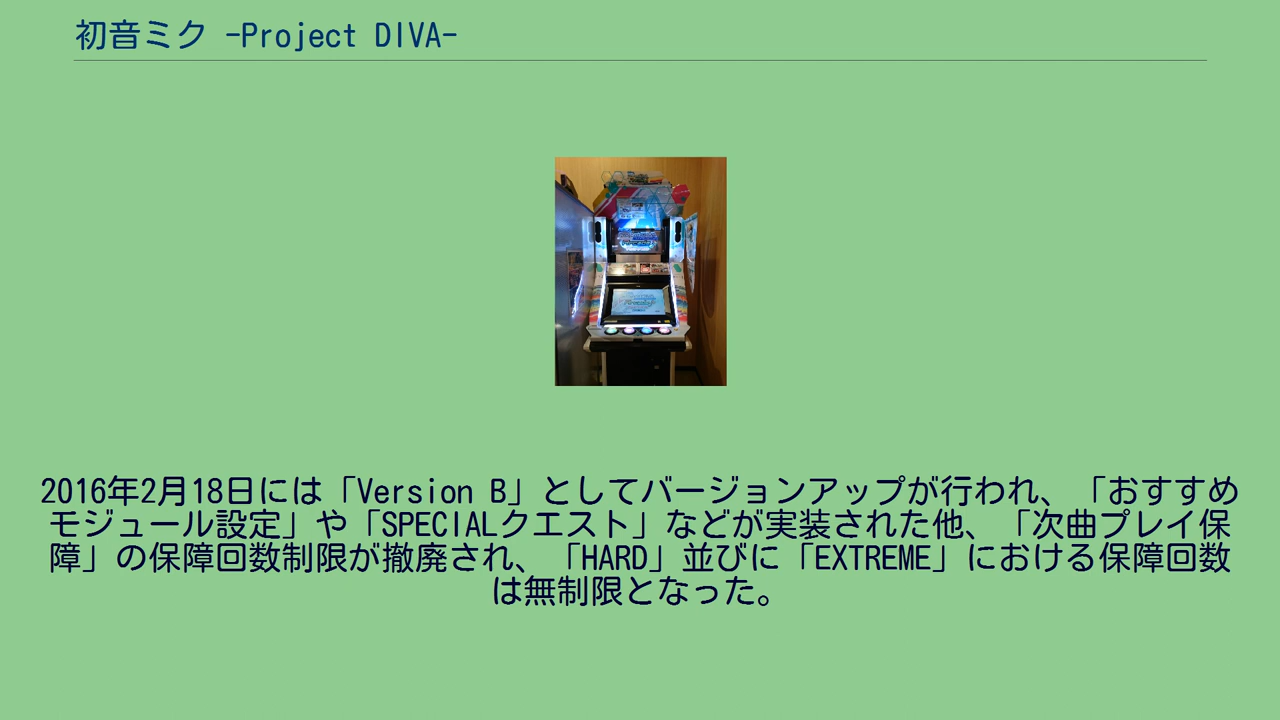 初音ミク -Project DIVA-
2016年2月18日には「Version B」としてバージョンアップが行われ、「おすすめ
モジュール設定」や「SPECIALクエスト」などが実装された他、「次曲プレイ保
障」の保障回数制限が撤廃され、「HARD」並びに「EXTREME」における保障回数
は無制限となった。